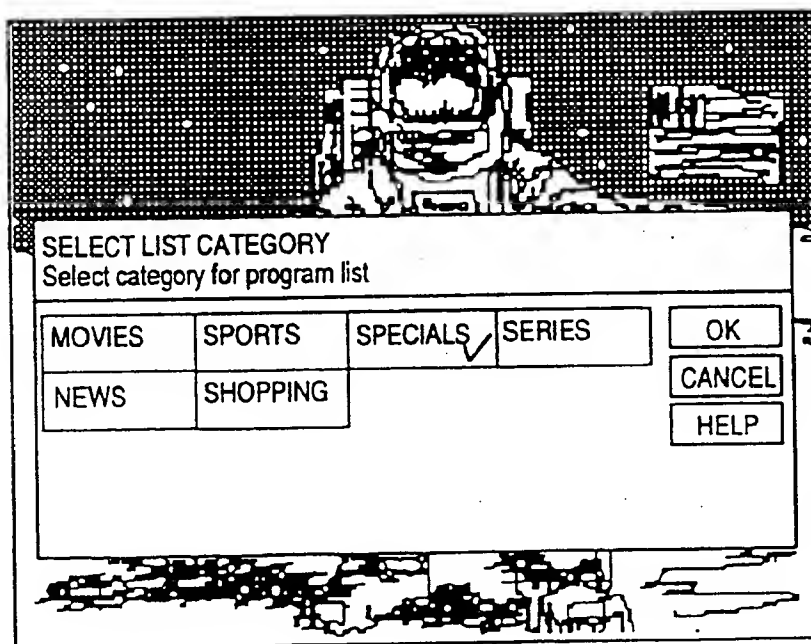 SELECT LIST CATEGORY
Select category for program list
MOVIES SPORTS SPECIALS SERIES OK
NEWS SHOPPING CANCEL
HELP